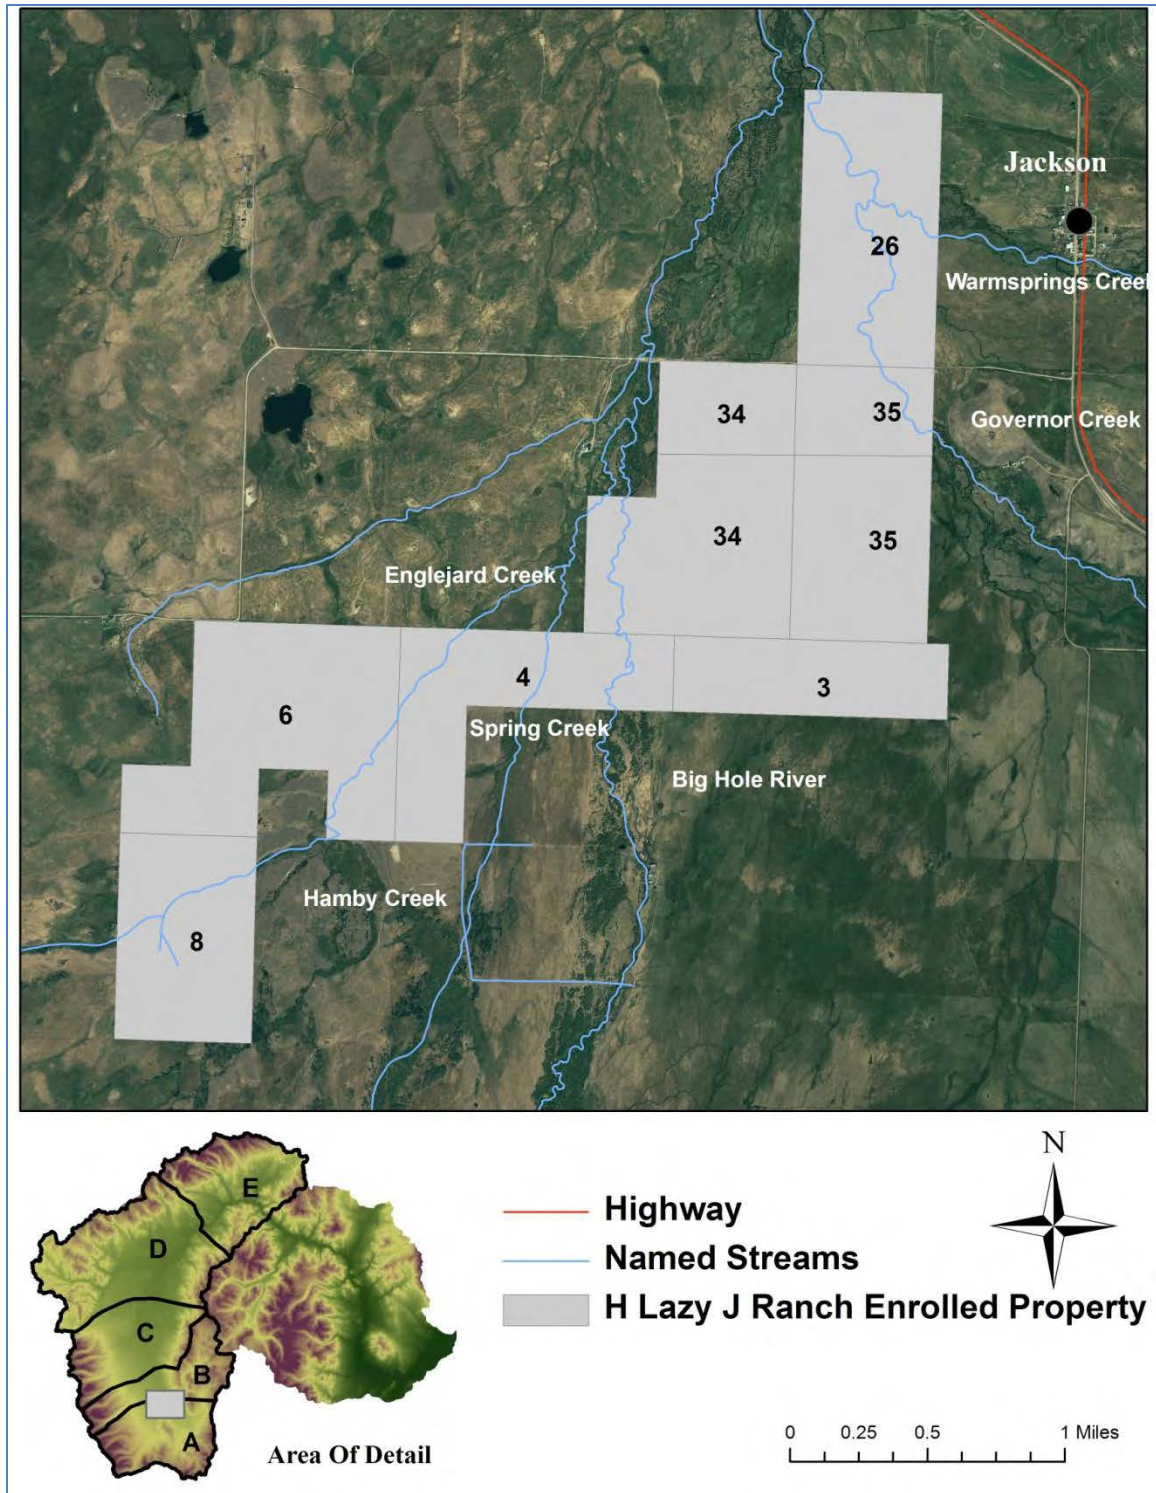 Jackson
26
Warmsprings Creek
34
35
Governor Creek
34
35
Englejard Creek
4
3
6
Spring Creek
Big Hole River
Hamby Creek
8
E
D
C
B
A
Area Of Detail
N
Highway
Named Streams
H Lazy J Ranch Enrolled Property
0 0.25 0.5 1 Miles